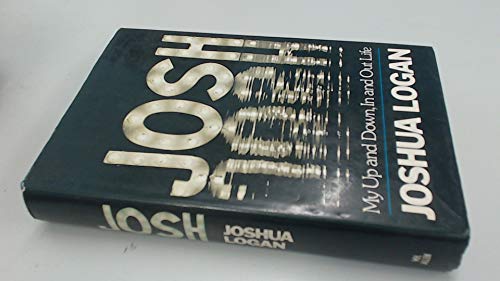 JOSH
My Up and Down, In and Out Life
JOSHUA LOGAN
JOSH
JOSHUA
LOGAN